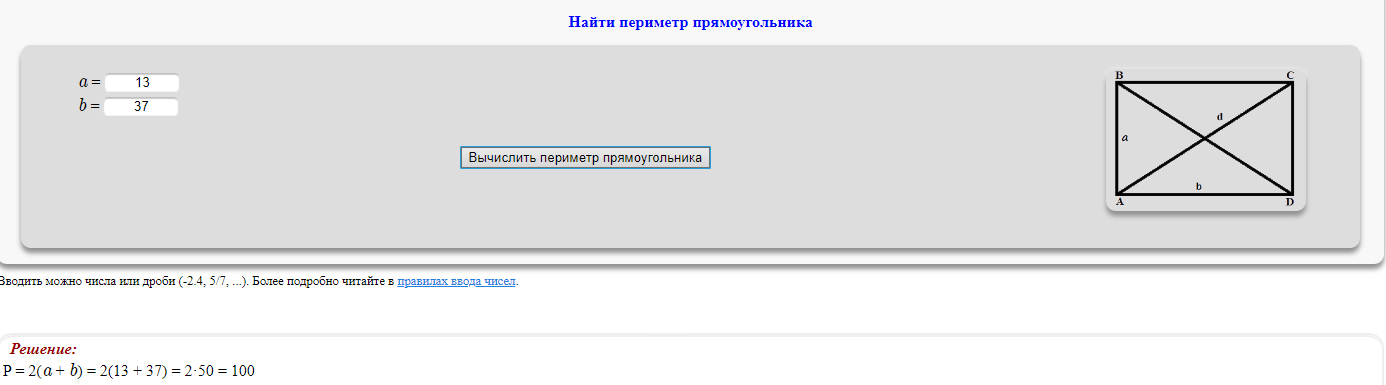 Найти периметр прямоугольника
a = 13
b = 37
Вычислить периметр прямоугольника
B C
d
a
b
A D
Вводить можно числа или дроби (-2.4, 5/7, ...). Более подробно читайте в правилах ввода чисел.
Решение:
P = 2(a + b) = 2(13 + 37) = 2·50 = 100